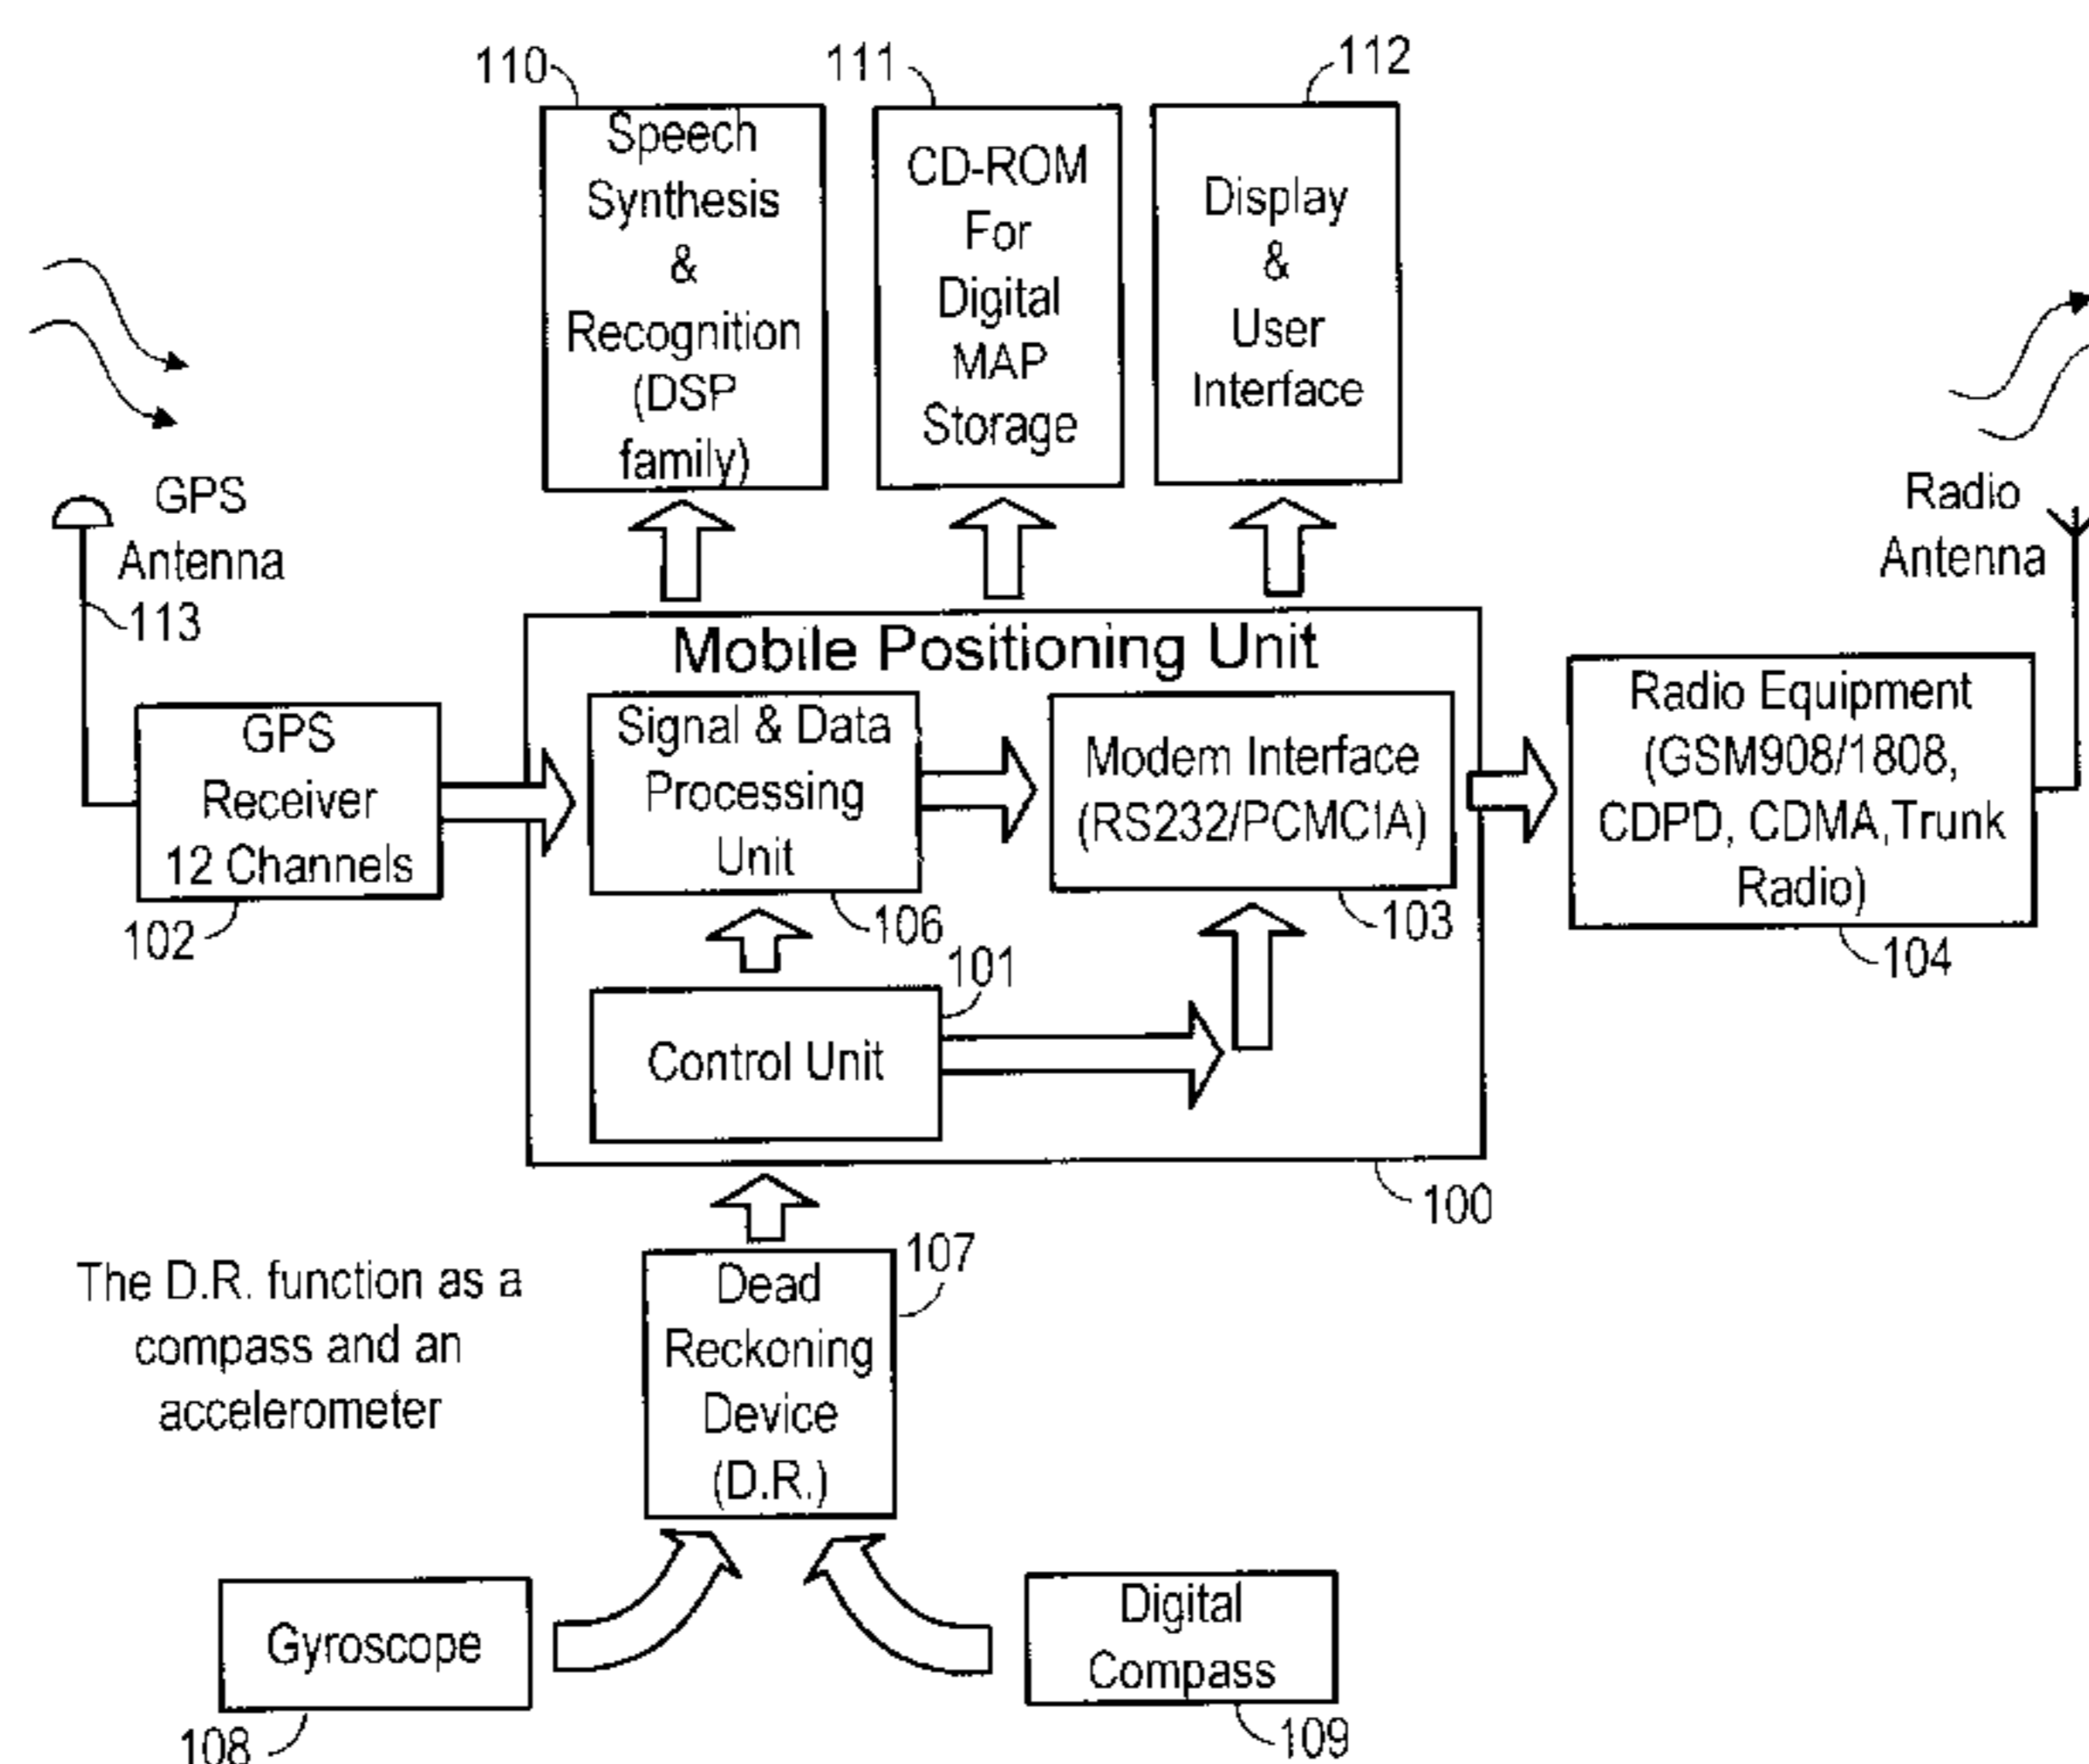 110
111
112
Speech
Synthesis
&
Recognition
(DSP
family)
CD-ROM
For
Digital
MAP
Storage
Display
&
User
Interface
GPS
Antenna
113
Radio
Antenna
Mobile Positioning Unit
GPS
Receiver
12 Channels
102
Signal & Data
Processing
Unit
106
Modem Interface
(RS232/PCMCIA)
103
Radio Equipment
(GSM908/1808,
CDPD, CDMA,Trunk
Radio)
104
101
Control Unit
100
The D.R. function as a
compass and an
accelerometer
107
Dead
Reckoning
Device
(D.R.)
Gyroscope
108
Digital
Compass
109